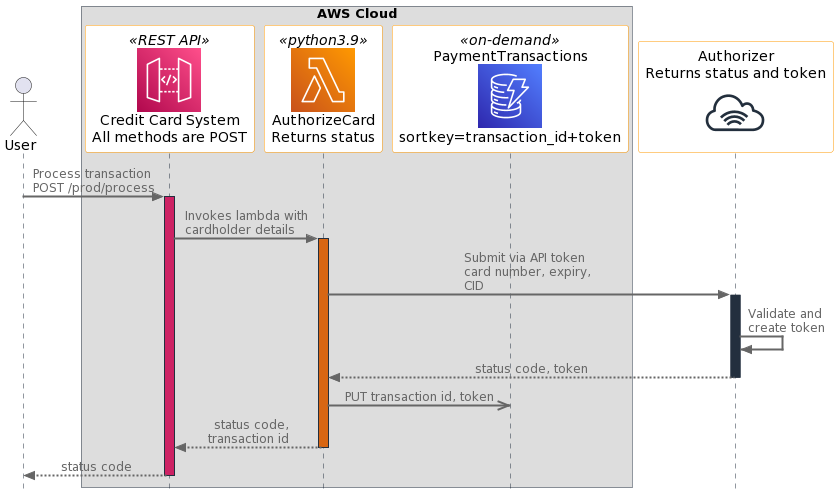 AWS Cloud
«REST API»
Credit Card System
All methods are POST
«python3.9»
AuthorizeCard
Returns status
«on-demand»
PaymentTransactions
sortkey=transaction_id+token
Authorizer
Returns status and token
User
Process transaction
POST /prod/process
Invokes lambda with
cardholder details
Submit via API token
card number, expiry,
CID
Validate and
create token
status code, token
PUT transaction id, token
status code,
transaction id
status code